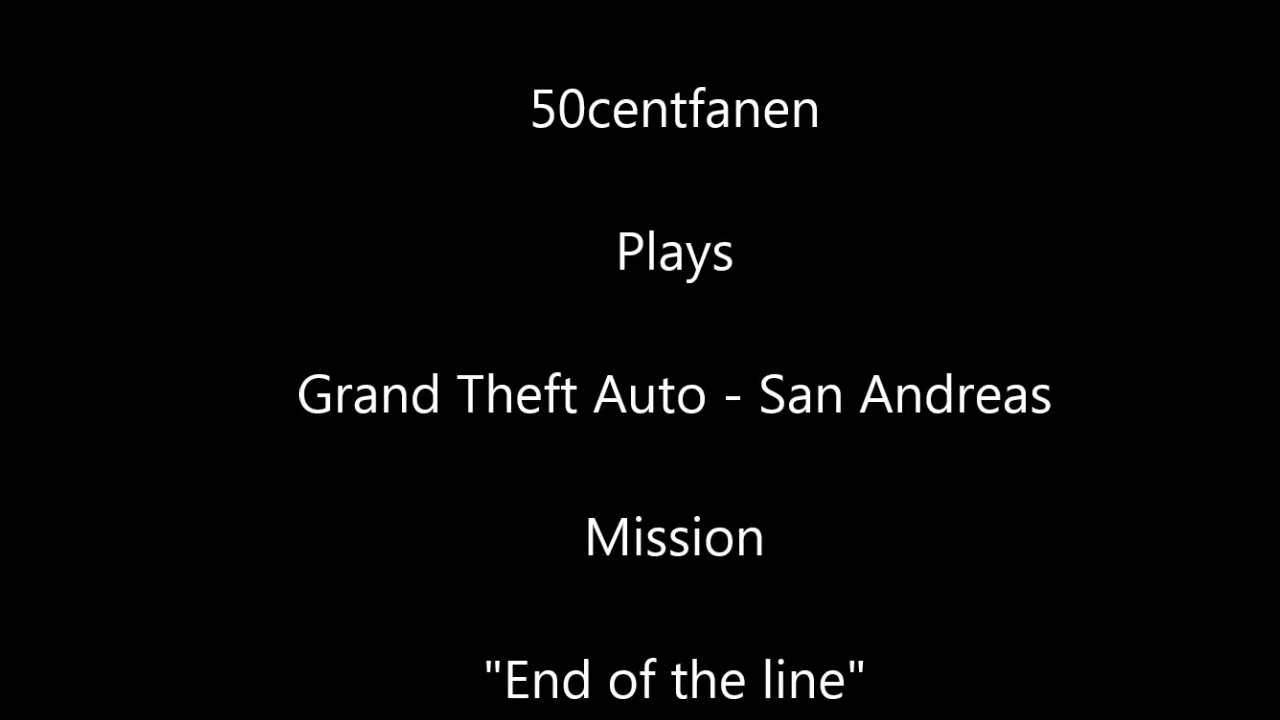 50centfanen
Plays
Grand Theft Auto - San Andreas
Mission
"End of the line"